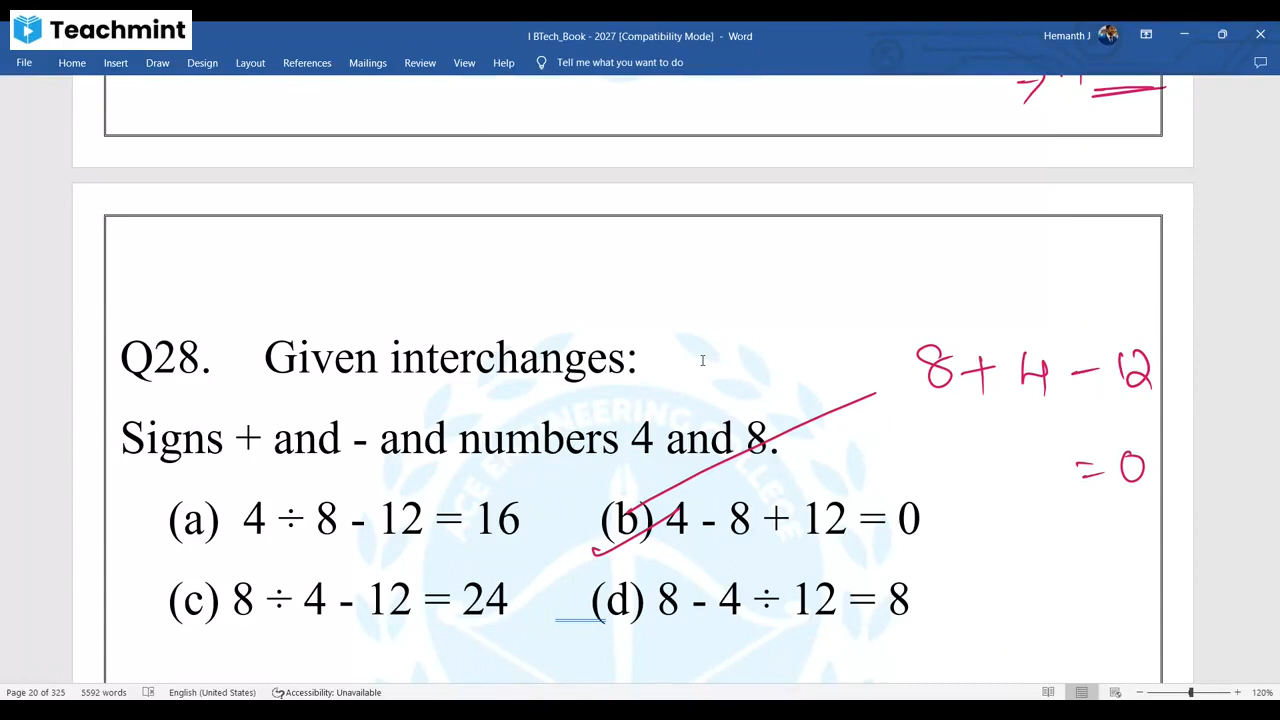 Teachmint
I BTech_Book - 2027 [Compatibility Mode] - Word
Hemanth J
File Home Insert Draw Design Layout References Mailings Review View Help Tell me what you want to do
Q28. Given interchanges:
8 + 4 - 12
Signs + and - and numbers 4 and 8.
= 0
(a) 4 ÷ 8 - 12 = 16 (b) 4 - 8 + 12 = 0
(c) 8 ÷ 4 - 12 = 24 (d) 8 - 4 ÷ 12 = 8
ACE ENGINEERING COLLEGE
Page 20 of 325 5592 words English (United States) Accessibility: Unavailable 120%